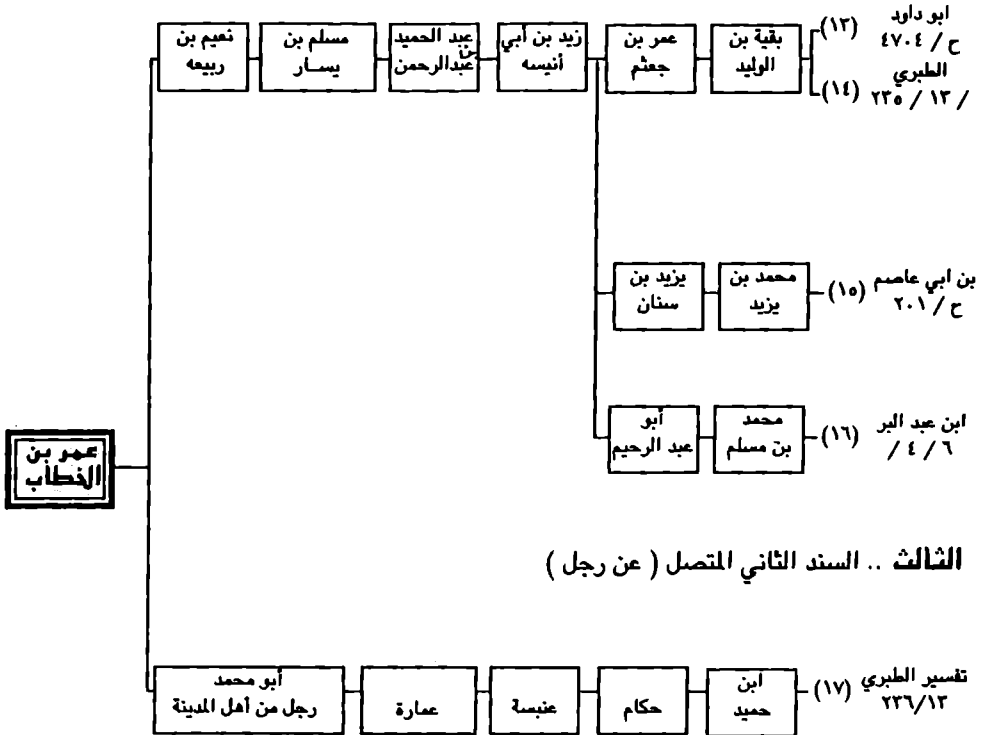 ابو داود
ح / ٤٧٠٤
(١٣)
الطبري
/ ١٣ / ٢٣٥
(١٤)
بقية بن
الوليد
عمر بن
جعثم
زيد بن أبي
أنيسه
عبد الحميد
بن
عبدالرحمن
مسلم بن
يســار
نعيم بن
ربيعه
بن ابي عاصم
ح / ٢٠١
(١٥)
محمد بن
يزيد
يزيد بن
سنان
ابن عبد البر
٦ / ٤ /
(١٦)
محمد
بن مسلم
أبو
عبد الرحيم
عمر بن
الخطاب
الثالث .. السند الثاني المتصل ( عن رجل )
تفسير الطبري
٢٣٦/١٣
(١٧)
ابن
حميد
حكام
عنبسة
عمارة
أبو محمد
رجل من أهل المدينة